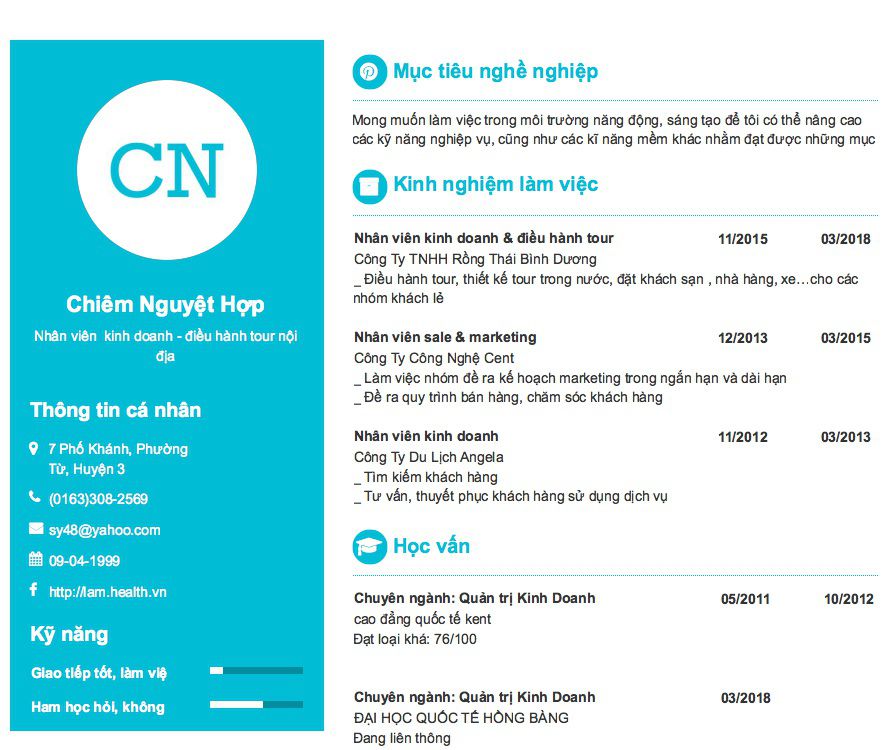 CN
Chiêm Nguyệt Hợp
Nhân viên kinh doanh - điều hành tour nội
địa
Thông tin cá nhân
7 Phố Khánh, Phường
Từ, Huyện 3
(0163)308-2569
sy48@yahoo.com
09-04-1999
http://lam.health.vn
Kỹ năng
Giao tiếp tốt, làm việ
Ham học hỏi, không
Mục tiêu nghề nghiệp
Mong muốn làm việc trong môi trường năng động, sáng tạo để tôi có thể nâng cao
các kỹ năng nghiệp vụ, cũng như các kĩ năng mềm khác nhằm đạt được những mục
Kinh nghiệm làm việc
Nhân viên kinh doanh & điều hành tour 11/2015 03/2018
Công Ty TNHH Rồng Thái Bình Dương
_ Điều hành tour, thiết kế tour trong nước, đặt khách sạn , nhà hàng, xe…cho các
nhóm khách lẻ
Nhân viên sale & marketing 12/2013 03/2015
Công Ty Công Nghệ Cent
_ Làm việc nhóm đề ra kế hoạch marketing trong ngắn hạn và dài hạn
_ Đề ra quy trình bán hàng, chăm sóc khách hàng
Nhân viên kinh doanh 11/2012 03/2013
Công Ty Du Lịch Angela
_ Tìm kiếm khách hàng
_ Tư vấn, thuyết phục khách hàng sử dụng dịch vụ
Học vấn
Chuyên ngành: Quản trị Kinh Doanh 05/2011 10/2012
cao đẳng quốc tế kent
Đạt loại khá: 76/100
Chuyên ngành: Quản trị Kinh Doanh 03/2018
ĐẠI HỌC QUỐC TẾ HỒNG BÀNG
Đang liên thông